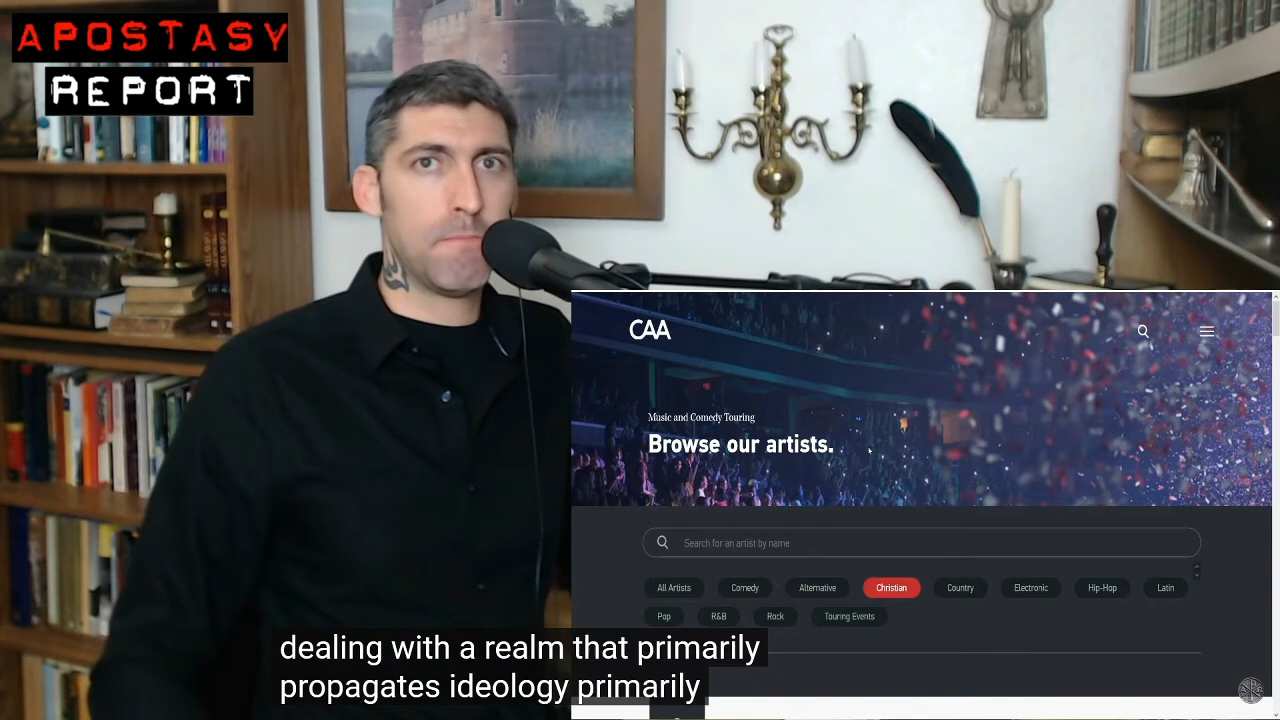 APOSTASY
REPORT
CAA
Music and Comedy Touring
Browse our artists.
Search for an artist by name
All Artists Comedy Alternative Christian Country Electronic Hip-Hop Latin
Pop R&B Rock Touring Events
dealing with a realm that primarily
propagates ideology primarily